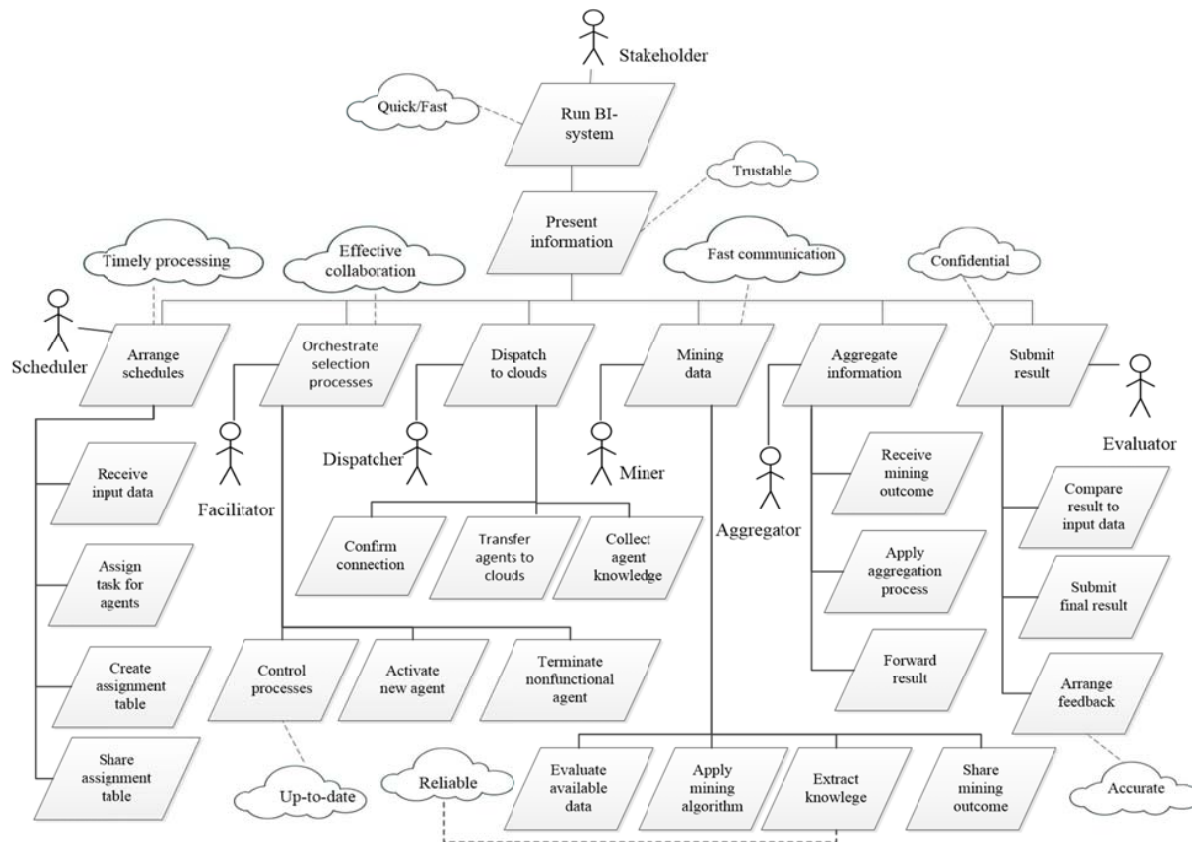 Stakeholder
Quick/Fast
Run BI-
system
Trustable
Present
information
Timely processing
Effective
collaboration
Fast communication
Confidential
Scheduler
Arrange
schedules
Orchestrate
selection
processes
Dispatch
to clouds
Mining
data
Aggregate
information
Submit
result
Evaluator
Facilitator
Dispatcher
Miner
Aggregator
Receive
input data
Assign
task for
agents
Create
assignment
table
Share
assignment
table
Confirm
connection
Transfer
agents to
clouds
Collect
agent
knowledge
Receive
mining
outcome
Apply
aggregation
process
Forward
result
Compare
result to
input data
Submit
final result
Arrange
feedback
Control
processes
Activate
new agent
Terminate
nonfunctional
agent
Up-to-date
Reliable
Evaluate
available
data
Apply
mining
algorithm
Extract
knowlege
Share
mining
outcome
Accurate